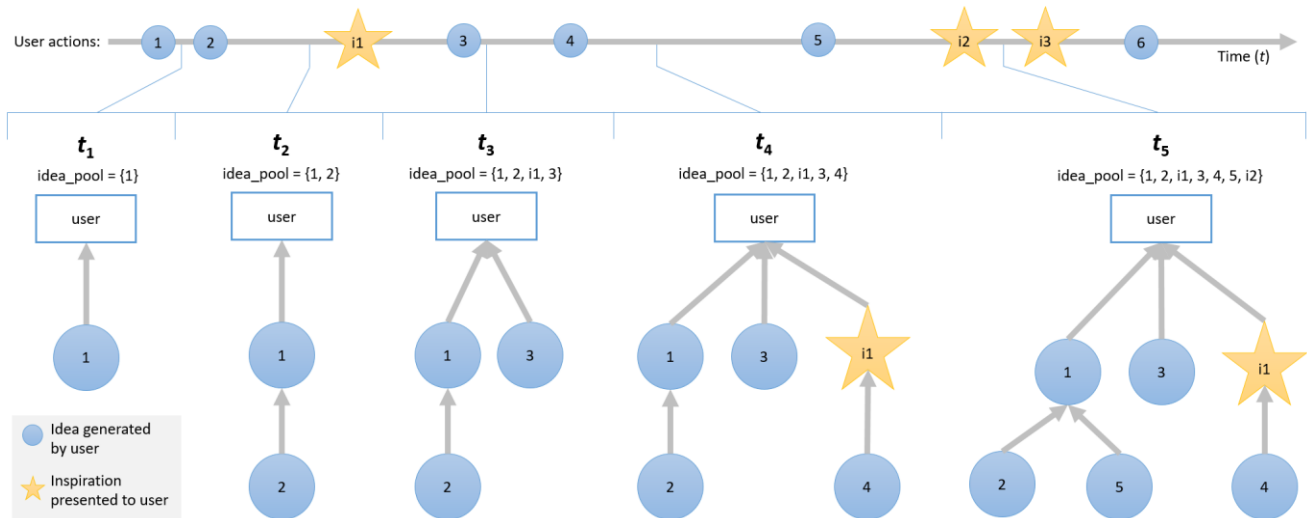 User actions:
1
2
i1
3
4
5
i2
i3
6
Time (t)
t1
t2
t3
t4
t5
idea_pool = {1}
idea_pool = {1, 2}
idea_pool = {1, 2, i1, 3}
idea_pool = {1, 2, i1, 3, 4}
idea_pool = {1, 2, i1, 3, 4, 5, i2}
user
user
user
user
user
1
1
1
3
1
3
i1
1
3
i1
2
2
2
4
2
5
4
Idea generated
by user
Inspiration
presented to user